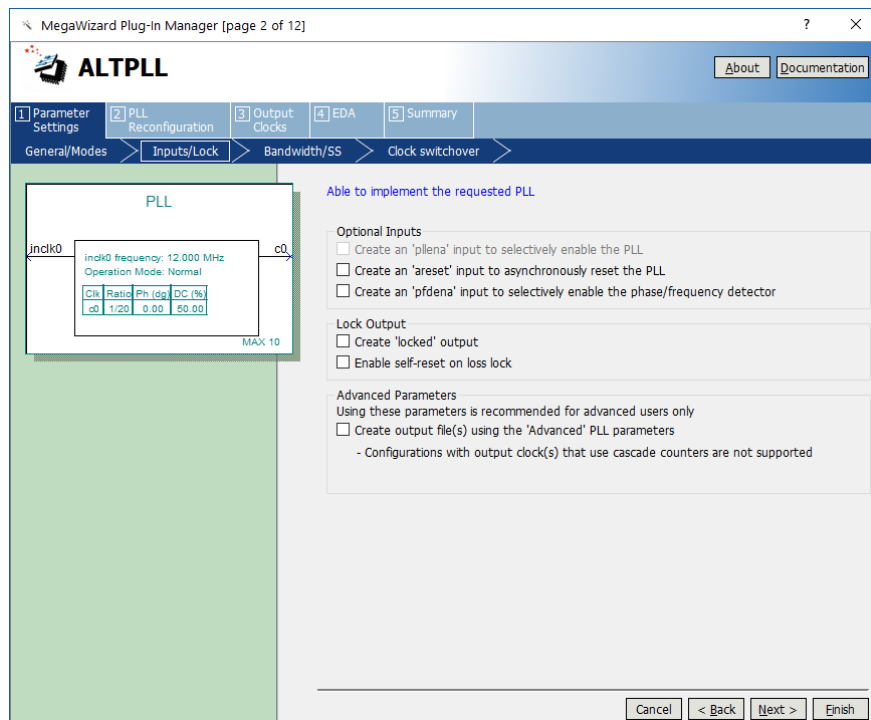 MegaWizard Plug-In Manager [page 2 of 12]
?
ALTPLL
About
Documentation
1 Parameter Settings
2 PLL Reconfiguration
3 Output Clocks
4 EDA
5 Summary
General/Modes
Inputs/Lock
Bandwidth/SS
Clock switchover
PLL
inclk0
c0
inclk0 frequency: 12.000 MHz
Operation Mode: Normal
Clk Ratio Ph (dg) DC (%)
c0 1/20 0.00 50.00
MAX 10
Able to implement the requested PLL
Optional Inputs
Create an 'pllena' input to selectively enable the PLL
Create an 'areset' input to asynchronously reset the PLL
Create an 'pfdena' input to selectively enable the phase/frequency detector
Lock Output
Create 'locked' output
Enable self-reset on loss lock
Advanced Parameters
Using these parameters is recommended for advanced users only
Create output file(s) using the 'Advanced' PLL parameters
- Configurations with output clock(s) that use cascade counters are not supported
Cancel
< Back
Next >
Finish